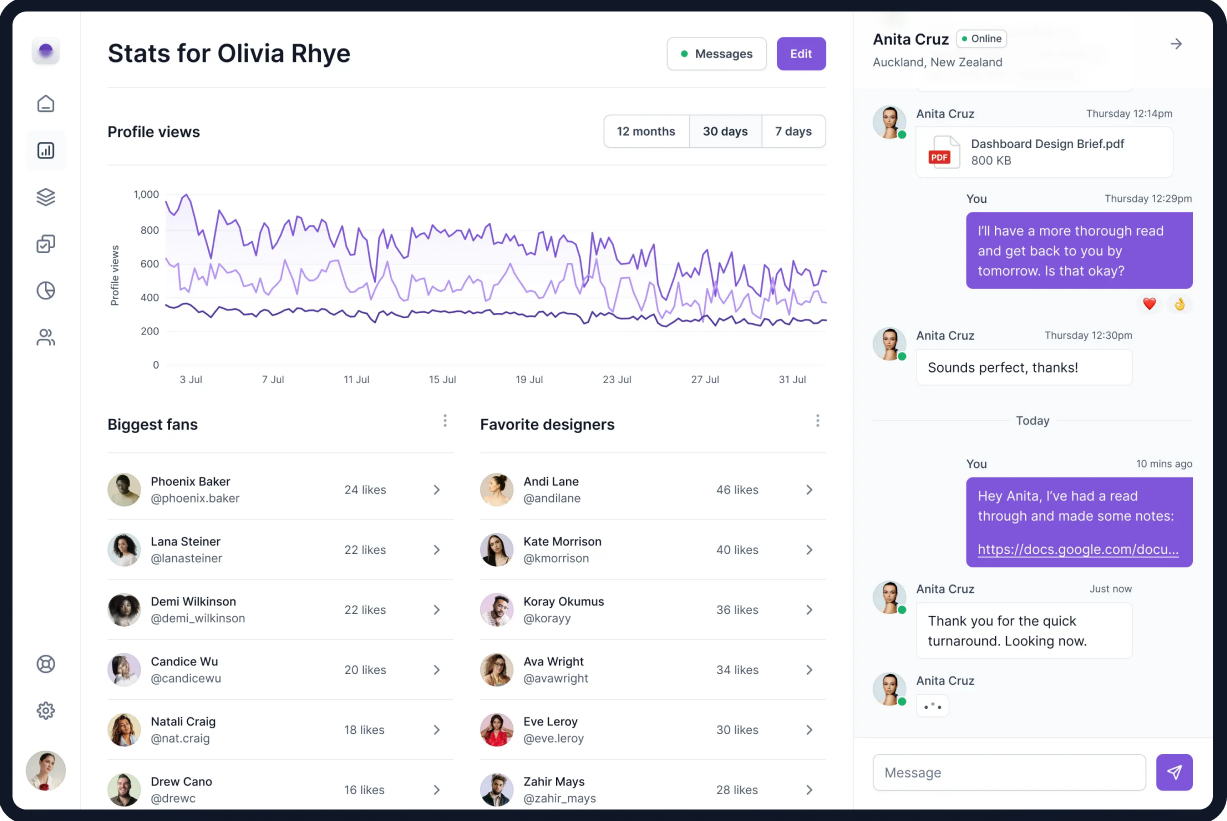 Stats for Olivia Rhye
Messages
Edit
Profile views
12 months
30 days
7 days
Profile views
1,000
800
600
400
200
0
3 Jul
7 Jul
11 Jul
15 Jul
19 Jul
23 Jul
27 Jul
31 Jul
Biggest fans
Phoenix Baker
@phoenix.baker
24 likes
Lana Steiner
@lanasteiner
22 likes
Demi Wilkinson
@demi_wilkinson
22 likes
Candice Wu
@candicewu
20 likes
Natali Craig
@nat.craig
18 likes
Drew Cano
@drewc
16 likes
Favorite designers
Andi Lane
@andilane
46 likes
Kate Morrison
@kmorrison
40 likes
Koray Okumus
@korayy
36 likes
Ava Wright
@avawright
34 likes
Eve Leroy
@eve.leroy
30 likes
Zahir Mays
@zahir_mays
28 likes
Anita Cruz
Online
Auckland, New Zealand
Anita Cruz
Thursday 12:14pm
PDF
Dashboard Design Brief.pdf
800 KB
You
Thursday 12:29pm
I’ll have a more thorough read
and get back to you by
tomorrow. Is that okay?
Anita Cruz
Thursday 12:30pm
Sounds perfect, thanks!
Today
You
10 mins ago
Hey Anita, I’ve had a read
through and made some notes:
https://docs.google.com/docu...
Anita Cruz
Just now
Thank you for the quick
turnaround. Looking now.
Anita Cruz
Message